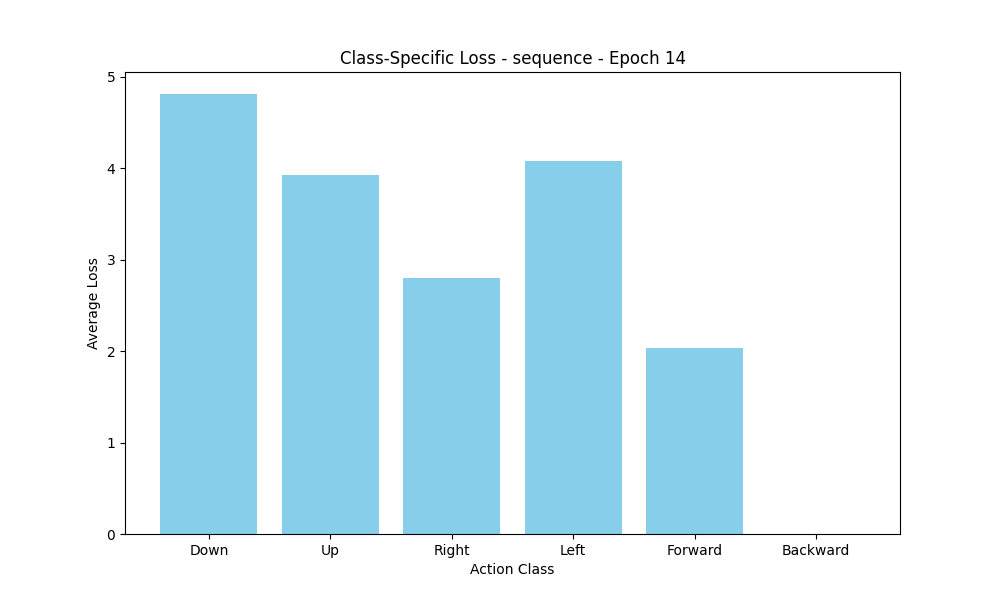 Class-Specific Loss - sequence - Epoch 14
5
4
3
2
1
0
Average Loss
Down Up Right Left Forward Backward
Action Class